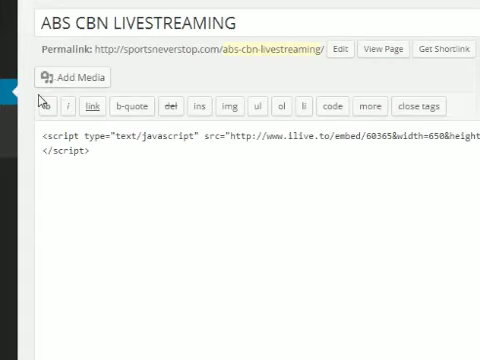 ABS CBN LIVESTREAMING
Permalink: http://sportsneverstop.com/abs-cbn-livestreaming/ Edit View Page Get Shortlink
Add Media
i link b-quote del ins img ul ol li code more close tags
<script type="text/javascript" src="http://www.ilive.to/embed/60365&width=650&height
</script>